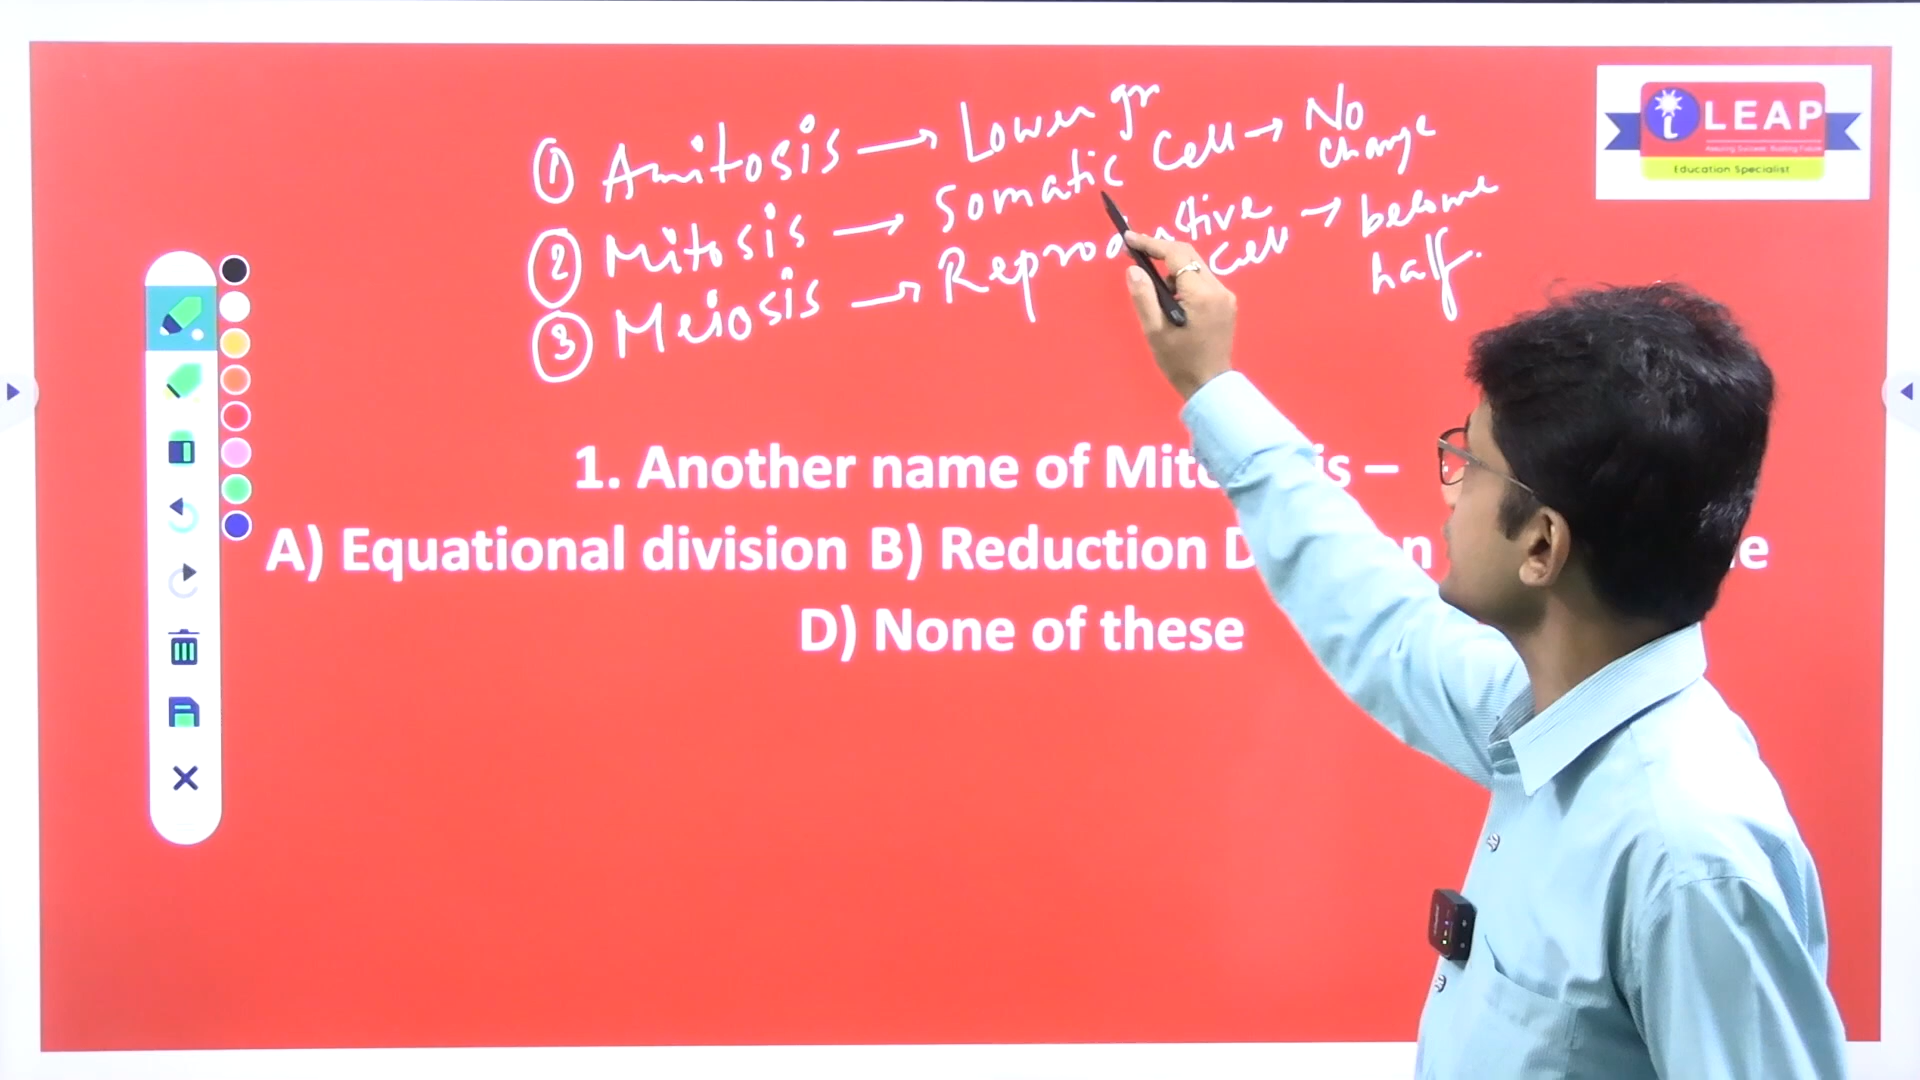 ① Amitosis → Lower gr
② Mitosis → Somatic Cell → No change
③ Meiosis → Reproductive Cell → become half.
i LEAP
Education Specialist
1. Another name of is –
A) Equational division B) Reduction
D) None of these